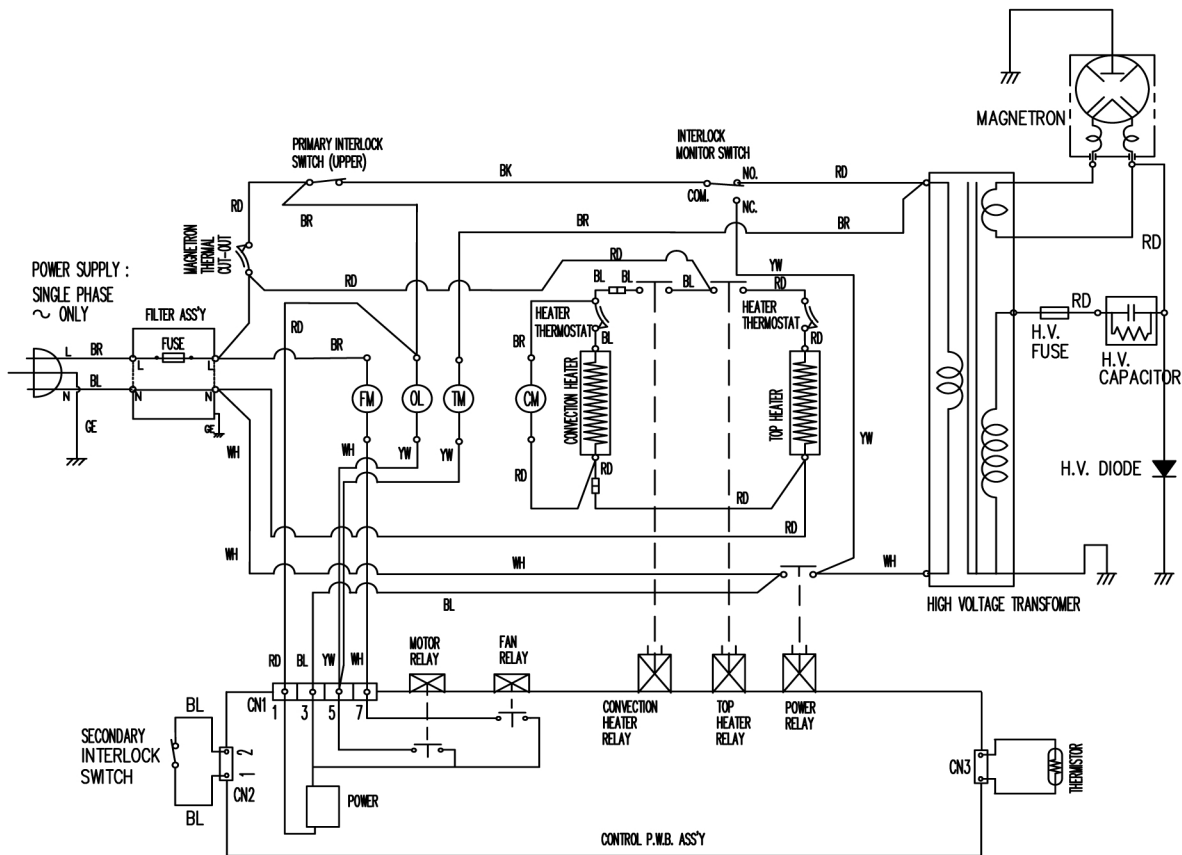 MAGNETRON
PRIMARY INTERLOCK
SWITCH (UPPER)
INTERLOCK
MONITOR SWITCH
BK
NO.
RD
COM.
NC.
RD
BR
BR
MAGNETRON
THERMAL
CUT-OUT
RD
YW
RD
POWER SUPPLY :
SINGLE PHASE
~ ONLY
FILTER ASS'Y
FUSE
RD
BL
BL
BL
RD
HEATER
THERMOSTAT
HEATER
THERMOSTAT
RD
H.V.
FUSE
H.V.
CAPACITOR
L
BR
L
L
BR
BR
BL
RD
N
BL
N
N
GE
GE
FM
OL
TM
CM
CONVECTION HEATER
TOP HEATER
WH
WH
YW
YW
RD
RD
RD
RD
YW
H.V. DIODE
WH
WH
WH
BL
HIGH VOLTAGE TRANSFOMER
RD
BL
YW
WH
MOTOR
RELAY
FAN
RELAY
CN1
1
3
5
7
CONVECTION
HEATER
RELAY
TOP
HEATER
RELAY
POWER
RELAY
SECONDARY
INTERLOCK
SWITCH
BL
BL
2
1
CN2
POWER
CN3
THERMISTOR
CONTROL P.W.B. ASS'Y